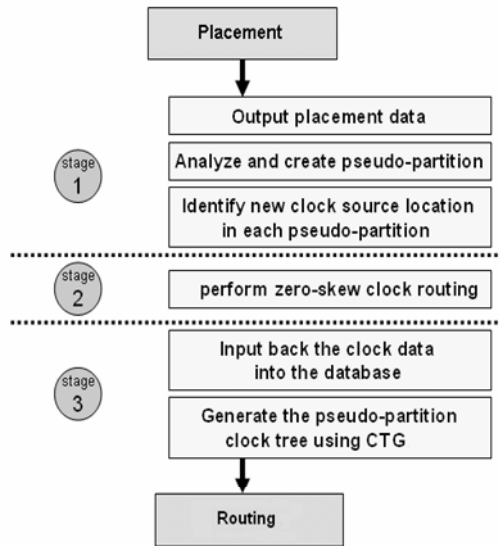 Placement
Output placement data
stage
1
Analyze and create pseudo-partition
Identify new clock source location
in each pseudo-partition
stage
2
perform zero-skew clock routing
Input back the clock data
into the database
stage
3
Generate the pseudo-partition
clock tree using CTG
Routing